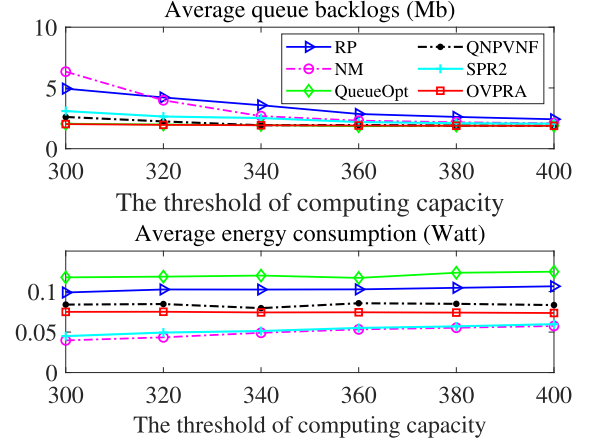 Average queue backlogs (Mb)
10
5
0
RP
NM
QueueOpt
QNPVNF
SPR2
OVPRA
300 320 340 360 380 400
The threshold of computing capacity
Average energy consumption (Watt)
0.1
0.05
0
300 320 340 360 380 400
The threshold of computing capacity